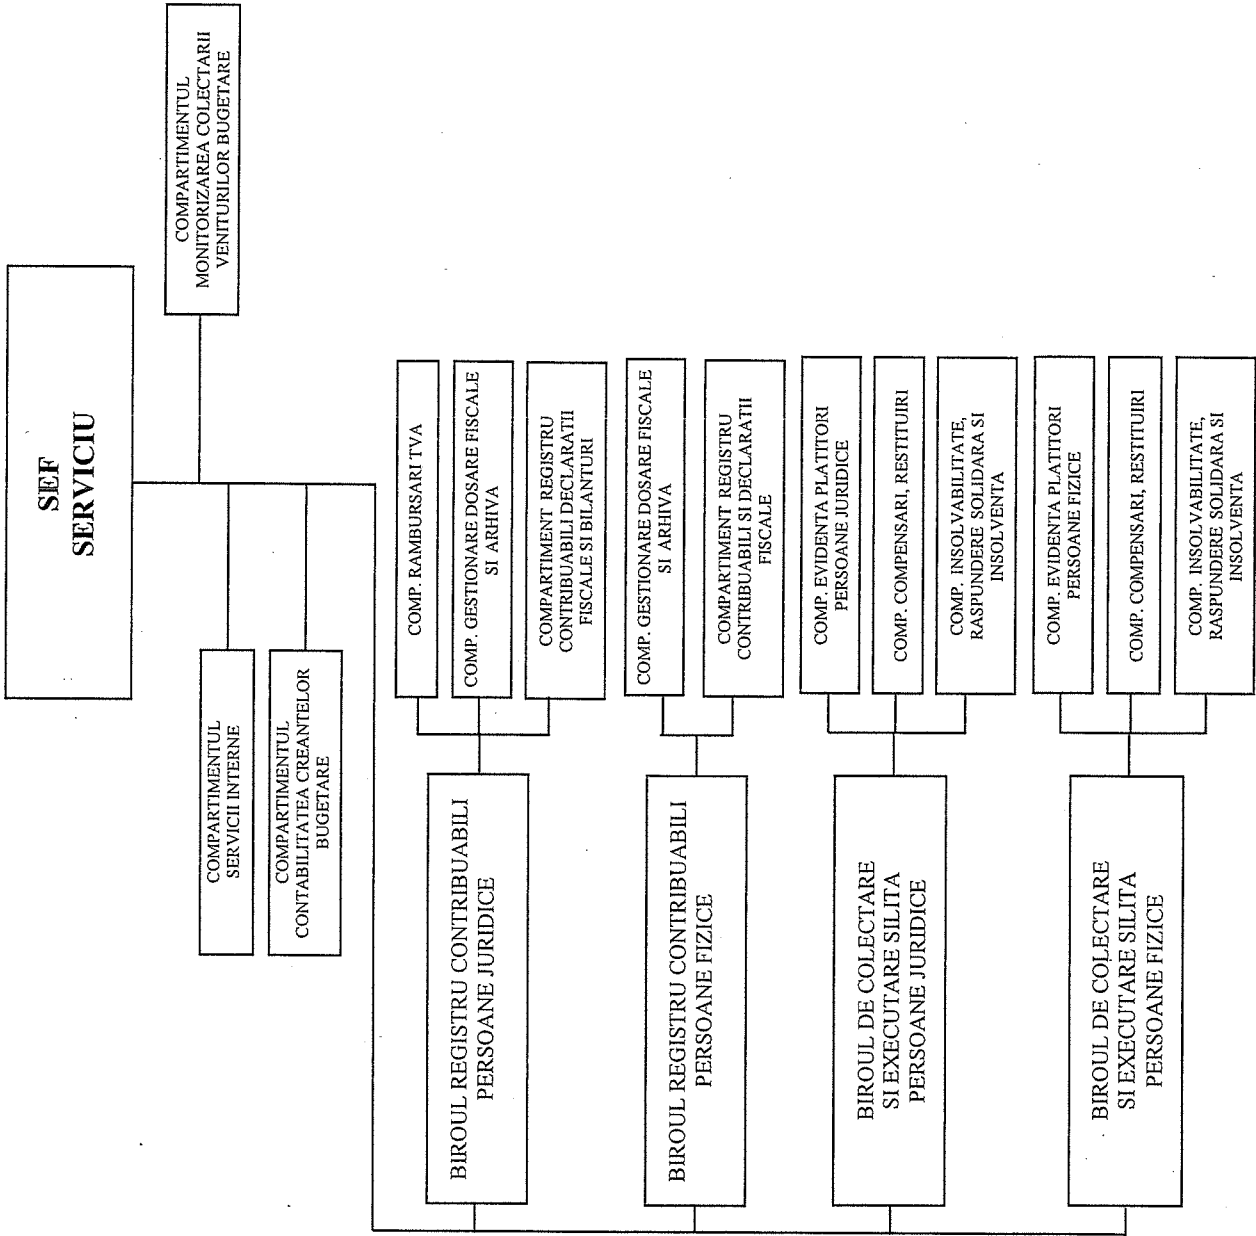 SEF
SERVICIU
COMPARTIMENTUL
MONITORIZAREA COLECTARII
VENITURILOR BUGETARE
COMPARTIMENTUL
SERVICII INTERNE
COMPARTIMENTUL
CONTABILITATEA CREANTELOR
BUGETARE
BIROUL REGISTRU CONTRIBUABILI
PERSOANE JURIDICE
COMP. RAMBURSARI TVA
COMP. GESTIONARE DOSARE FISCALE
SI ARHIVA
COMPARTIMENT REGISTRU
CONTRIBUABILI DECLARATII
FISCALE SI BILANTURI
BIROUL REGISTRU CONTRIBUABILI
PERSOANE FIZICE
COMP. GESTIONARE DOSARE FISCALE
SI ARHIVA
COMPARTIMENT REGISTRU
CONTRIBUABILI SI DECLARATII
FISCALE
BIROUL DE COLECTARE
SI EXECUTARE SILITA
PERSOANE JURIDICE
COMP. EVIDENTA PLATITORI
PERSOANE JURIDICE
COMP. COMPENSARI, RESTITUIRI
COMP. INSOLVABILITATE,
RASPUNDERE SOLIDARA SI
INSOLVENTA
BIROUL DE COLECTARE
SI EXECUTARE SILITA
PERSOANE FIZICE
COMP. EVIDENTA PLATITORI
PERSOANE FIZICE
COMP. COMPENSARI, RESTITUIRI
COMP. INSOLVABILITATE,
RASPUNDERE SOLIDARA SI
INSOLVENTA